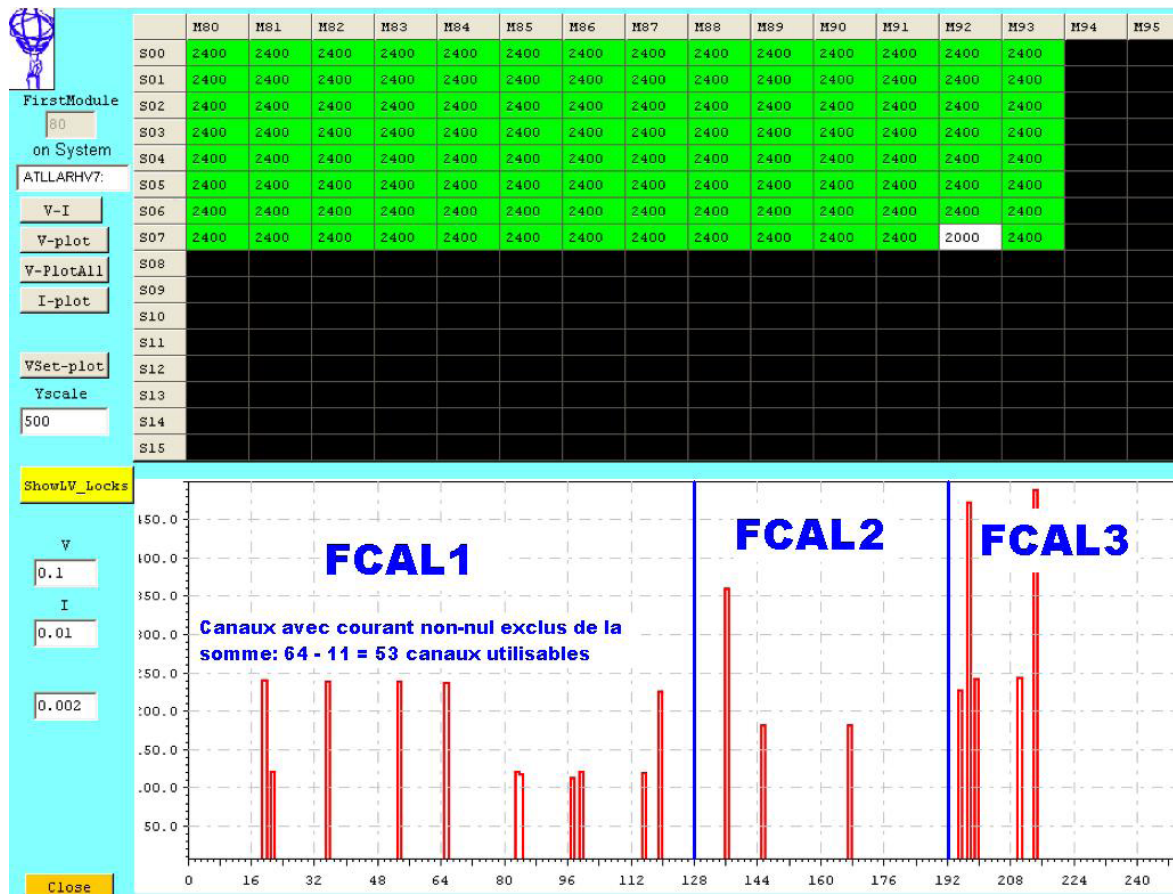 M80 M81 M82 M83 M84 M85 M86 M87 M88 M89 M90 M91 M92 M93 M94 M95
S00 2400 2400 2400 2400 2400 2400 2400 2400 2400 2400 2400 2400 2400 2400
S01 2400 2400 2400 2400 2400 2400 2400 2400 2400 2400 2400 2400 2400 2400
S02 2400 2400 2400 2400 2400 2400 2400 2400 2400 2400 2400 2400 2400 2400
S03 2400 2400 2400 2400 2400 2400 2400 2400 2400 2400 2400 2400 2400 2400
S04 2400 2400 2400 2400 2400 2400 2400 2400 2400 2400 2400 2400 2400 2400
S05 2400 2400 2400 2400 2400 2400 2400 2400 2400 2400 2400 2400 2400 2400
S06 2400 2400 2400 2400 2400 2400 2400 2400 2400 2400 2400 2400 2400 2400
S07 2400 2400 2400 2400 2400 2400 2400 2400 2400 2400 2400 2400 2000 2400
S08
S09
S10
S11
S12
S13
S14
S15
FirstModule
80
on System
ATLLARHV7:
V-I
V-plot
V-PlotAll
I-plot
VSet-plot
Yscale
500
ShowLV_Locks
V
0.1
I
0.01
0.002
Close
FCAL1 FCAL2 FCAL3
Canaux avec courant non-nul exclus de la
somme: 64 - 11 = 53 canaux utilisables
50.0
0 16 32 48 64 80 96 112 128 144 160 176 192 208 224 240